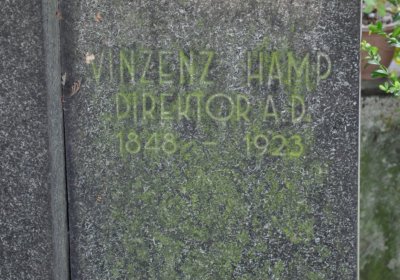 VINZENZ HAMP
DIREKTOR A.D.
1848 – 1923